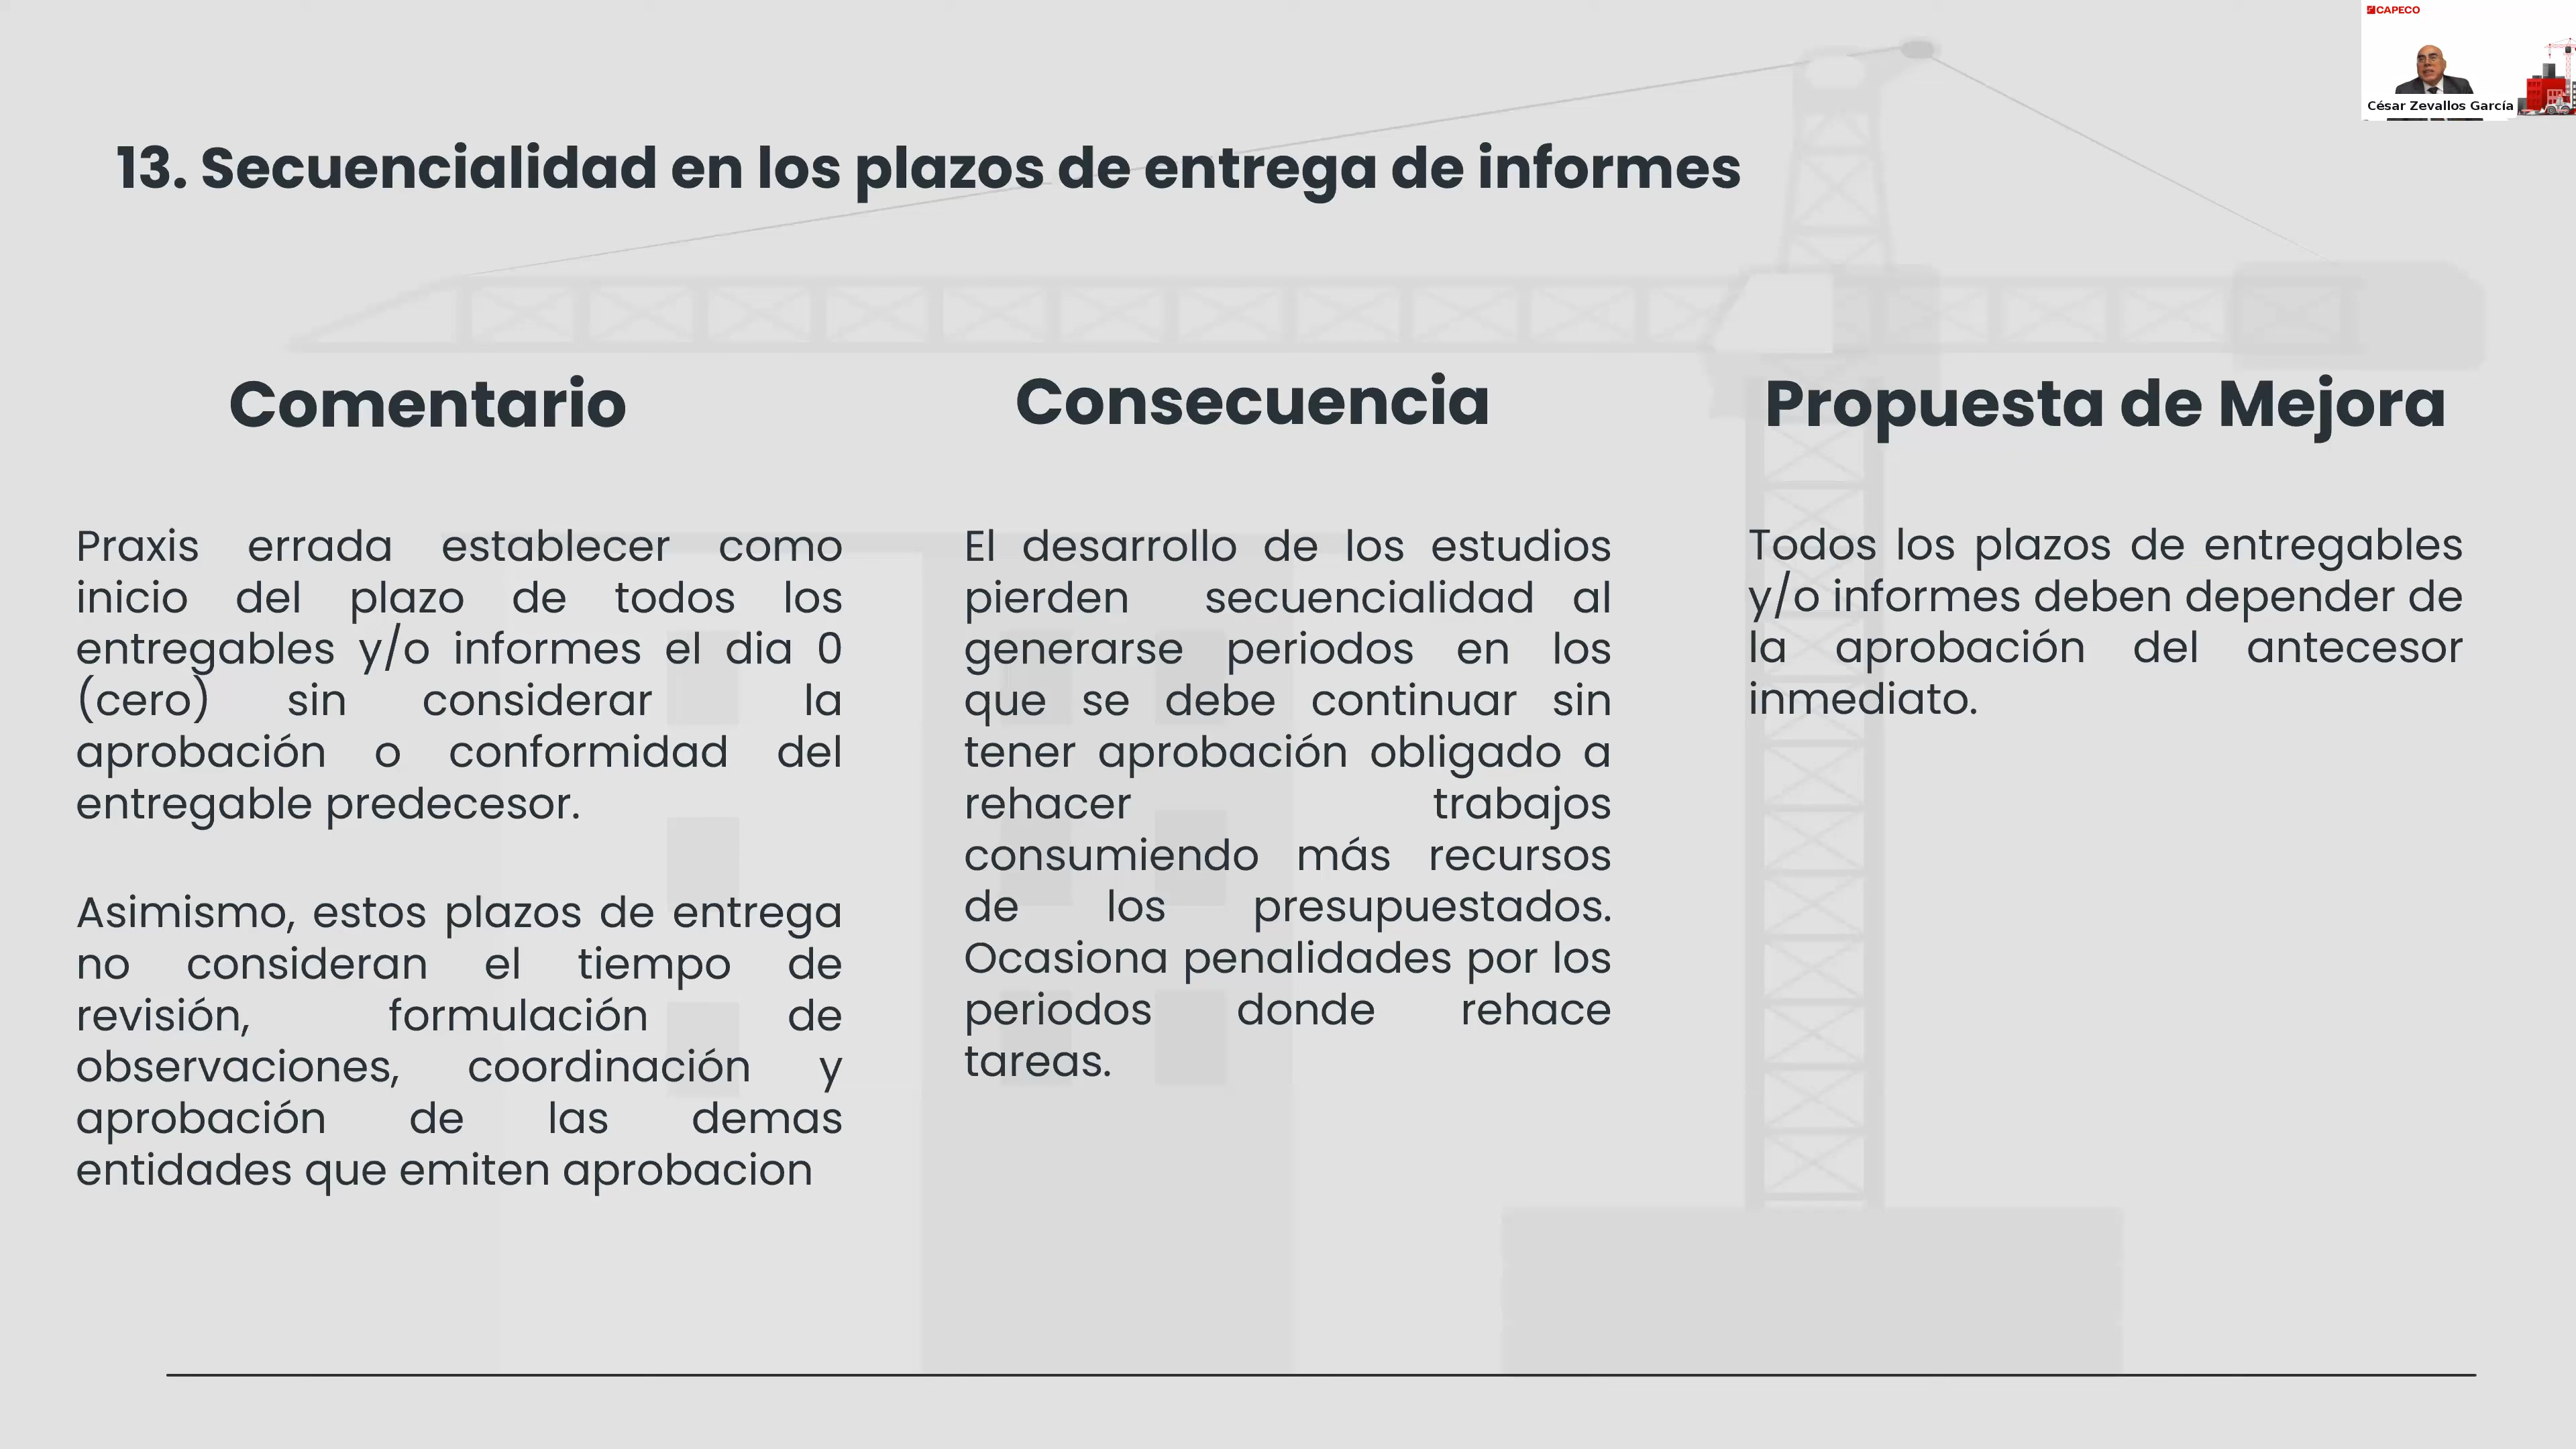 CAPECO
César Zevallos García
13. Secuencialidad en los plazos de entrega de informes
Comentario
Praxis errada establecer como
inicio del plazo de todos los
entregables y/o informes el dia 0
(cero) sin considerar la
aprobación o conformidad del
entregable predecesor.
Asimismo, estos plazos de entrega
no consideran el tiempo de
revisión, formulación de
observaciones, coordinación y
aprobación de las demas
entidades que emiten aprobacion
Consecuencia
El desarrollo de los estudios
pierden secuencialidad al
generarse periodos en los
que se debe continuar sin
tener aprobación obligado a
rehacer trabajos
consumiendo más recursos
de los presupuestados.
Ocasiona penalidades por los
periodos donde rehace
tareas.
Propuesta de Mejora
Todos los plazos de entregables
y/o informes deben depender de
la aprobación del antecesor
inmediato.